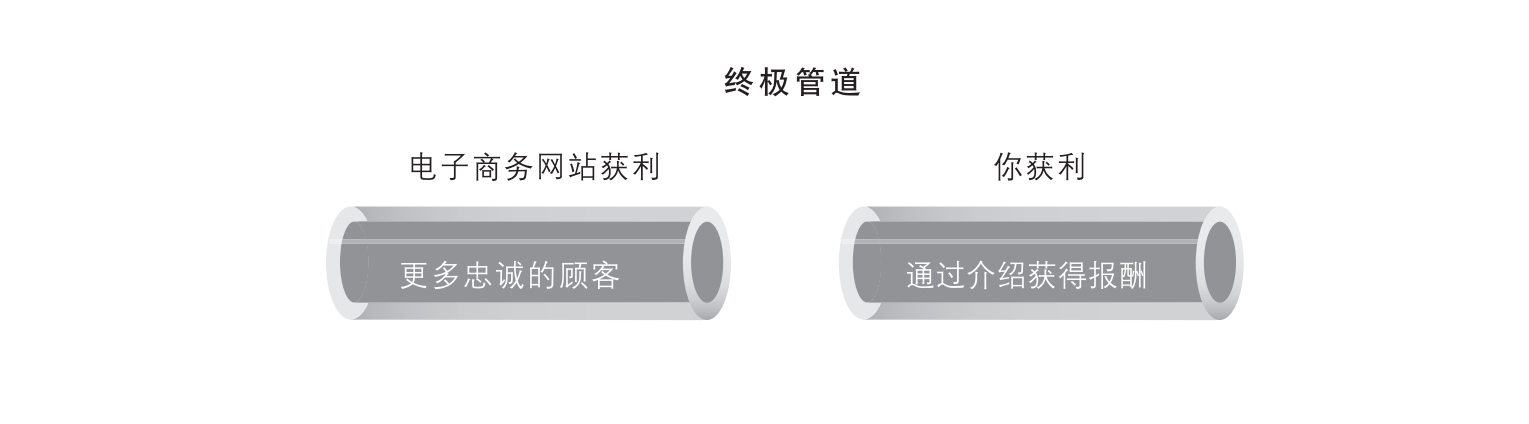 终极管道
电子商务网站获利
你获利
更多忠诚的顾客
通过介绍获得报酬